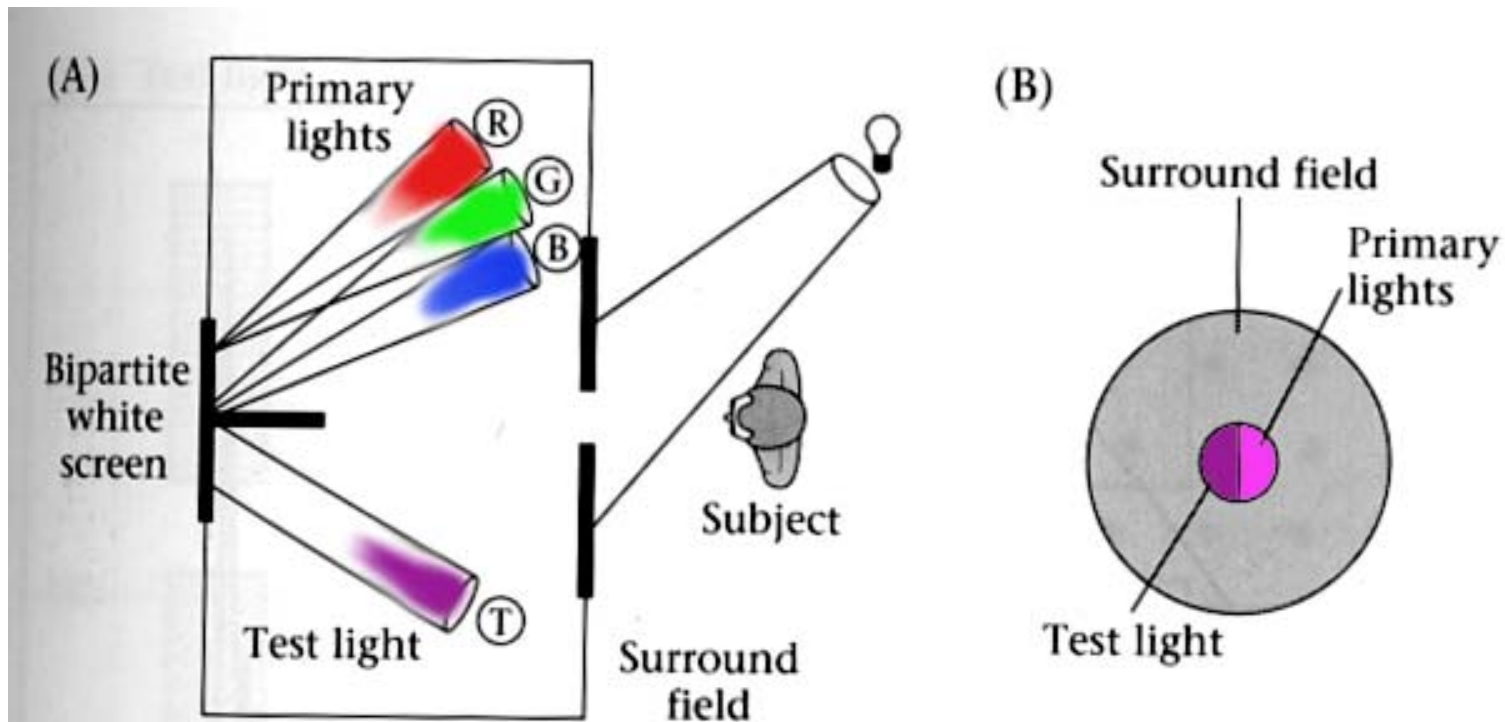 (A)
Primary
lights
R
G
B
Bipartite
white
screen
Test light
T
Subject
Surround
field
(B)
Surround field
Primary
lights
Test light